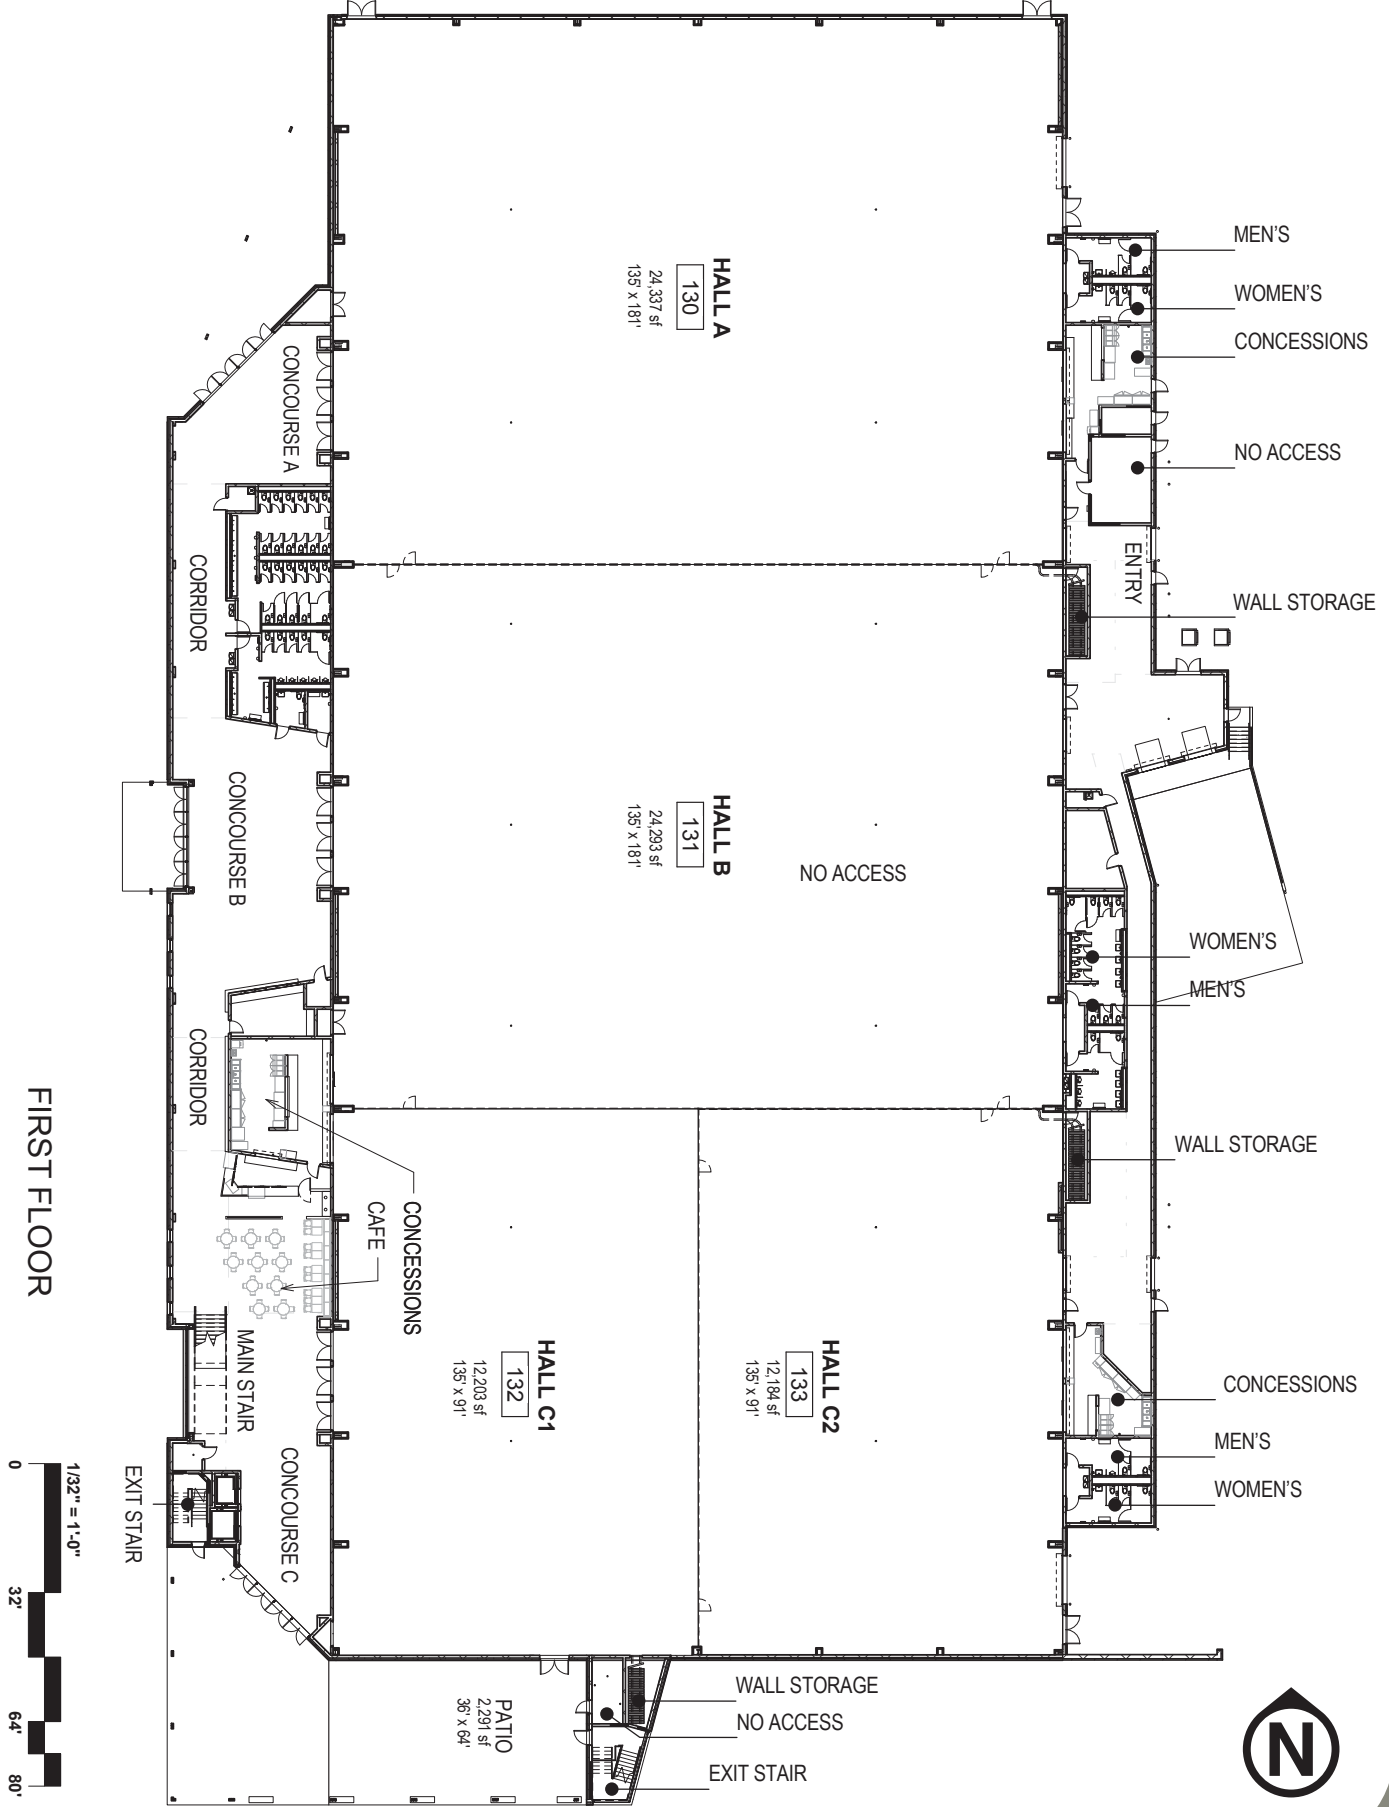 MEN'S
WOMEN'S
CONCESSIONS
NO ACCESS
WALL STORAGE
HALL A
130
24,337 sf
135' x 181'
CONCOURSE A
CORRIDOR
ENTRY
HALL B
131
24,293 sf
135' x 181'
NO ACCESS
CONCOURSE B
WOMEN'S
MEN'S
CORRIDOR
WALL STORAGE
CONCESSIONS
CAFE
HALL C1
132
12,203 sf
135' x 91'
HALL C2
133
12,184 sf
135' x 91'
MAIN STAIR
CONCOURSE C
EXIT STAIR
CONCESSIONS
MEN'S
WOMEN'S
WALL STORAGE
NO ACCESS
EXIT STAIR
PATIO
2,291 sf
36' x 64'
FIRST FLOOR
1/32" = 1'-0"
0 32' 64' 80'
N